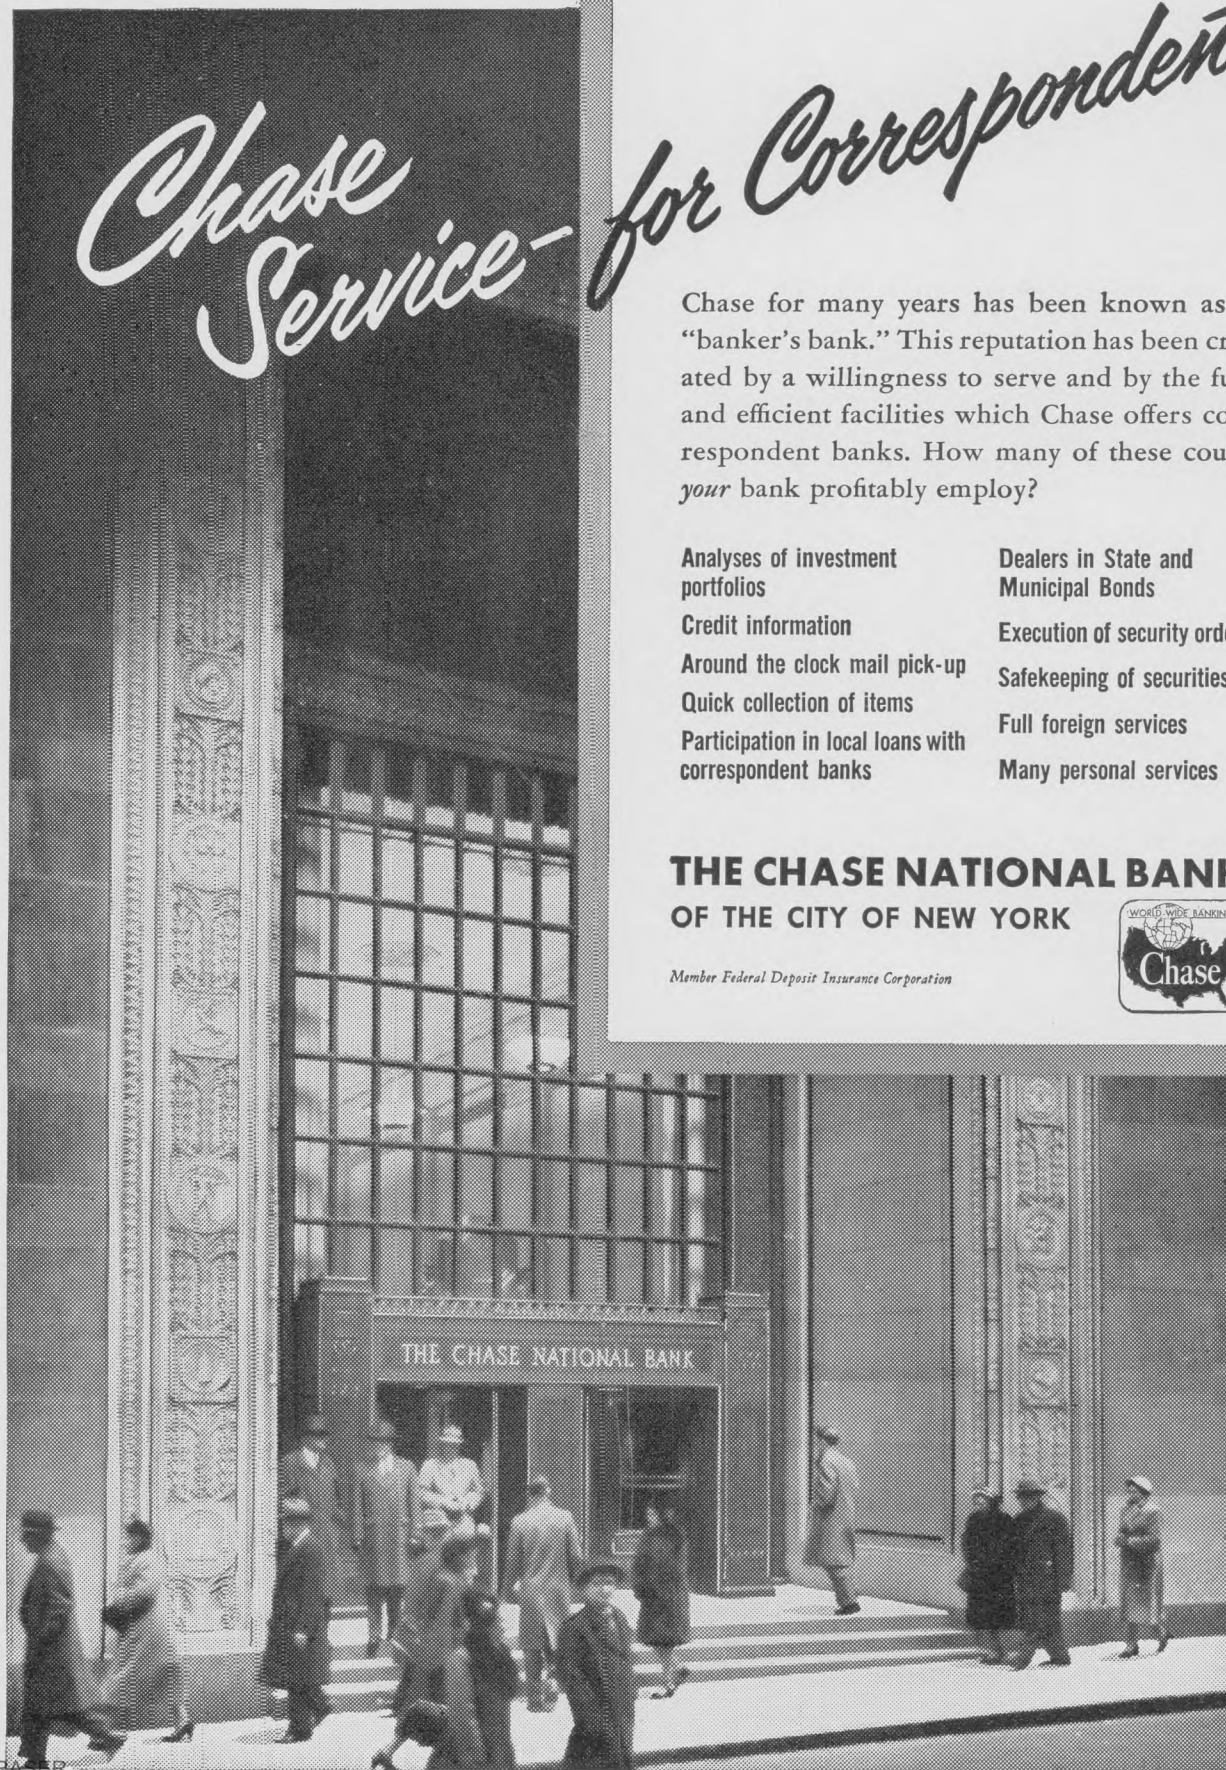 Chase
Service-
for Correspondent
Chase for many years has been known as
“banker’s bank.” This reputation has been cr
ated by a willingness to serve and by the fu
and efficient facilities which Chase offers co
respondent banks. How many of these cou
your bank profitably employ?
Analyses of investment
portfolios
Credit information
Around the clock mail pick-up
Quick collection of items
Participation in local loans with
correspondent banks
Dealers in State and
Municipal Bonds
Execution of security ord
Safekeeping of securities
Full foreign services
Many personal services
THE CHASE NATIONAL BANK
OF THE CITY OF NEW YORK
WORLD-WIDE BANKIN
Chase
Member Federal Deposit Insurance Corporation
THE CHASE NATIONAL BANK